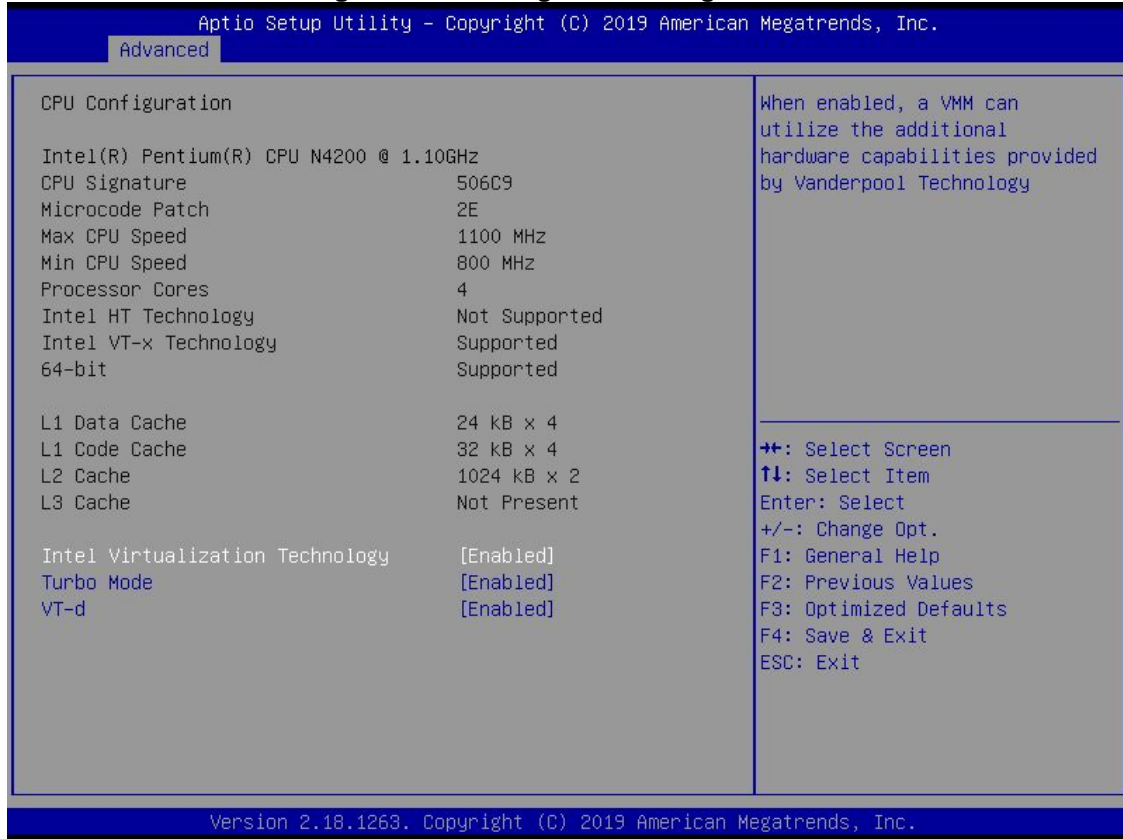 Aptio Setup Utility – Copyright (C) 2019 American Megatrends, Inc.
Advanced
CPU Configuration
Intel(R) Pentium(R) CPU N4200 @ 1.10GHz
CPU Signature 506C9
Microcode Patch 2E
Max CPU Speed 1100 MHz
Min CPU Speed 800 MHz
Processor Cores 4
Intel HT Technology Not Supported
Intel VT-x Technology Supported
64-bit Supported
L1 Data Cache 24 kB x 4
L1 Code Cache 32 kB x 4
L2 Cache 1024 kB x 2
L3 Cache Not Present
Intel Virtualization Technology [Enabled]
Turbo Mode [Enabled]
VT-d [Enabled]
When enabled, a VMM can
utilize the additional
hardware capabilities provided
by Vanderpool Technology
→←: Select Screen
↑↓: Select Item
Enter: Select
+/-: Change Opt.
F1: General Help
F2: Previous Values
F3: Optimized Defaults
F4: Save & Exit
ESC: Exit
Version 2.18.1263. Copyright (C) 2019 American Megatrends, Inc.